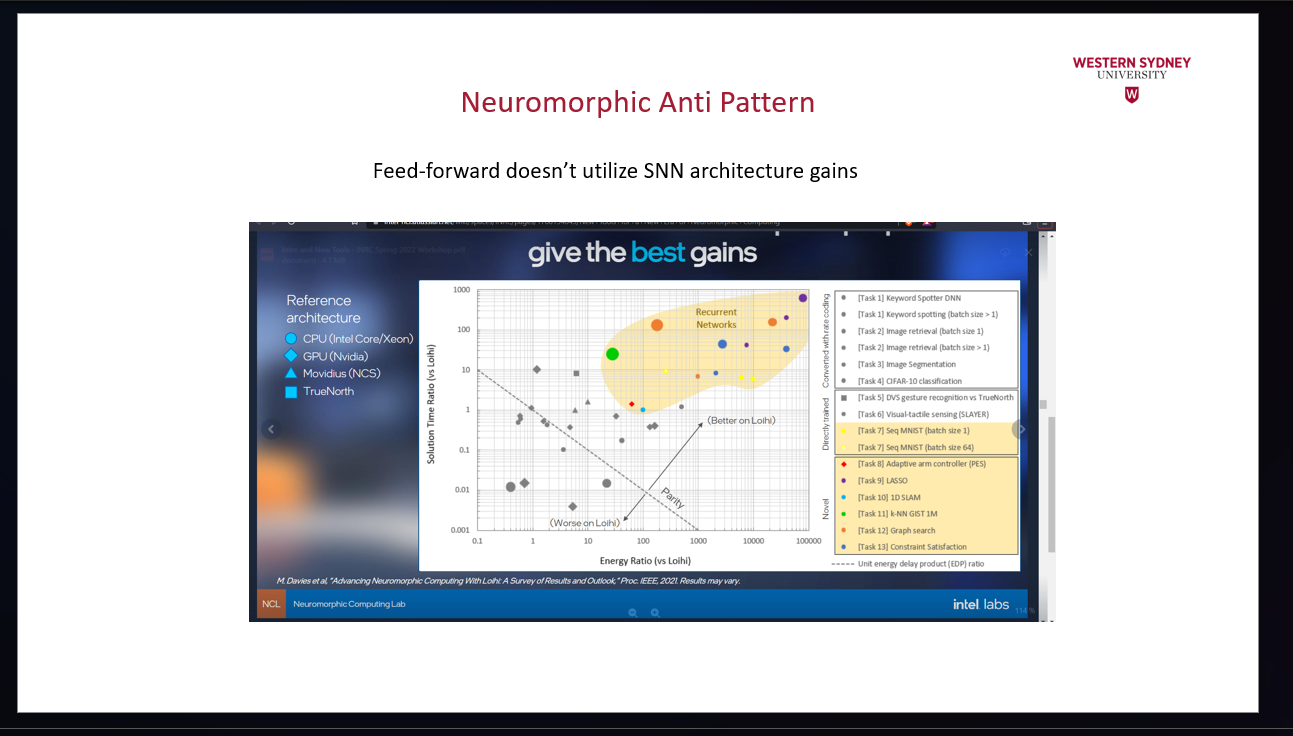 WESTERN SYDNEY
UNIVERSITY
W
Neuromorphic Anti Pattern
Feed-forward doesn’t utilize SNN architecture gains
give the best gains
Reference
architecture
CPU (Intel Core/Xeon)
GPU (Nvidia)
Movidius (NCS)
TrueNorth
Solution Time Ratio (vs Loihi)
1000
100
10
1
0.1
0.01
0.001
0.1
1
10
100
1000
10000
100000
Energy Ratio (vs Loihi)
Recurrent
Networks
(Better on Loihi)
Parity
(Worse on Loihi)
Converted with rate coding
[Task 1] Keyword Spotter DNN
[Task 1] Keyword spotting (batch size > 1)
[Task 2] Image retrieval (batch size 1)
[Task 2] Image retrieval (batch size > 1)
[Task 3] Image Segmentation
[Task 4] CIFAR-10 classification
Directly trained
[Task 5] DVS gesture recognition vs TrueNorth
[Task 6] Visual-tactile sensing (SLAYER)
[Task 7] Seq MNIST (batch size 1)
[Task 7] Seq MNIST (batch size 64)
Novel
[Task 8] Adaptive arm controller (PES)
[Task 9] LASSO
[Task 10] 1D SLAM
[Task 11] k-NN GIST 1M
[Task 12] Graph search
[Task 13] Constraint Satisfaction
Unit energy delay product (EDP) ratio
M. Davies et al, "Advancing Neuromorphic Computing With Loihi: A Survey of Results and Outlook," Proc. IEEE, 2021. Results may vary.
NCL
Neuromorphic Computing Lab
intel labs
114 %